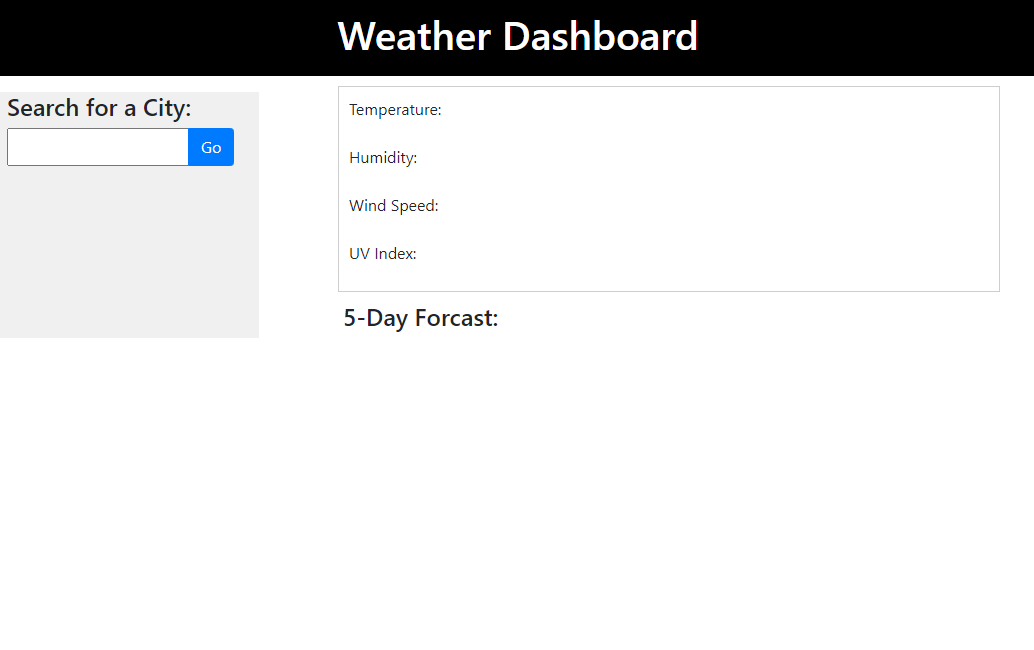 Weather Dashboard
Search for a City:
Go
Temperature:
Humidity:
Wind Speed:
UV Index:
5-Day Forcast: